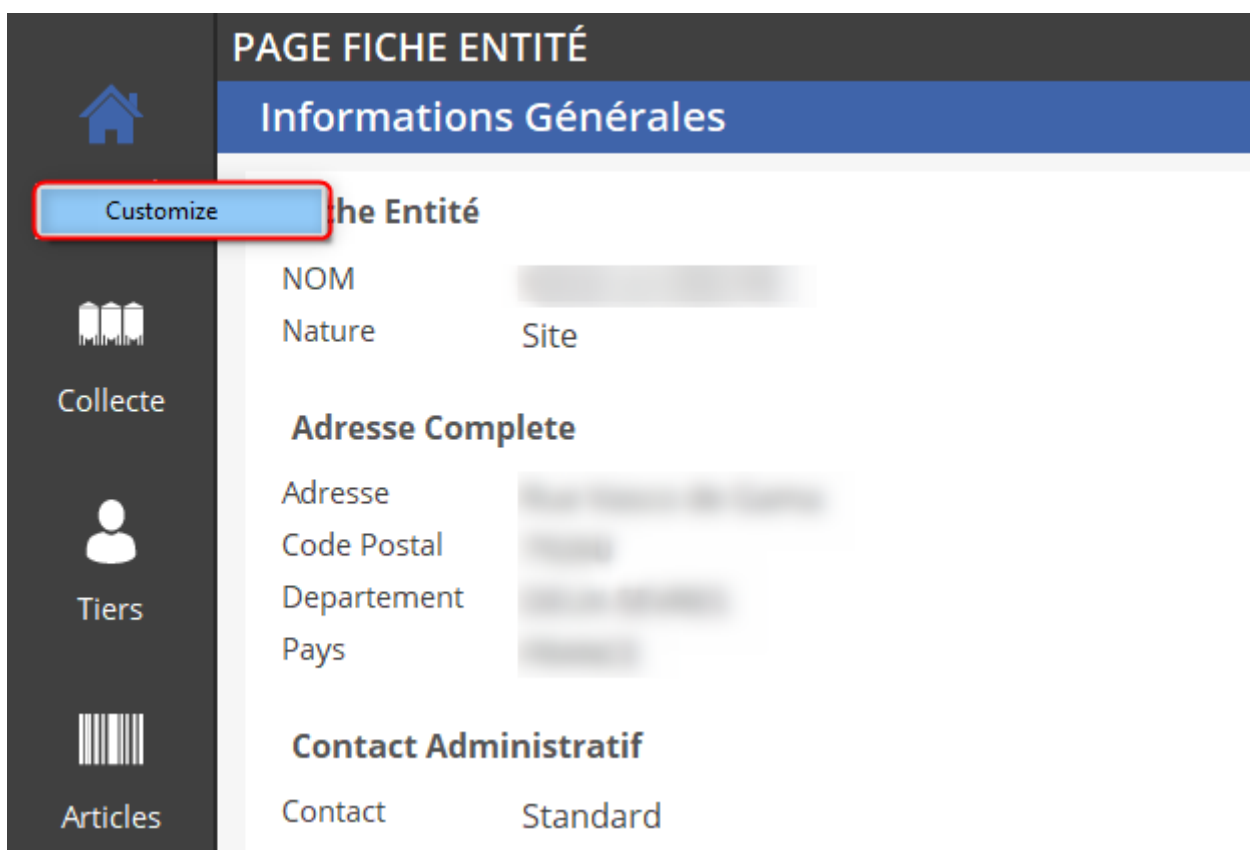 PAGE FICHE ENTITÉ
Informations Générales
Customize
he Entité
NOM
Nature Site
Collecte
Adresse Complete
Adresse
Code Postal
Departement
Tiers
Pays
Contact Administratif
Articles
Contact Standard